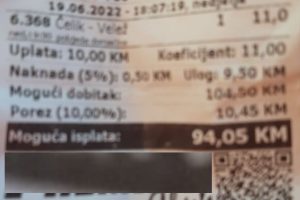 19.06.2022 - 18:07:19, nedjelja
6.368 Čelik - Velež 1 11,0
Uplata: 10,00 KM Koeficijent: 11,00
Naknada (5%): 0,50 KM Ulog: 9,50 KM
Mogući dobitak: 104,50 KM
Porez (10,00%): 10,45 KM
Moguća isplata: 94,05 KM